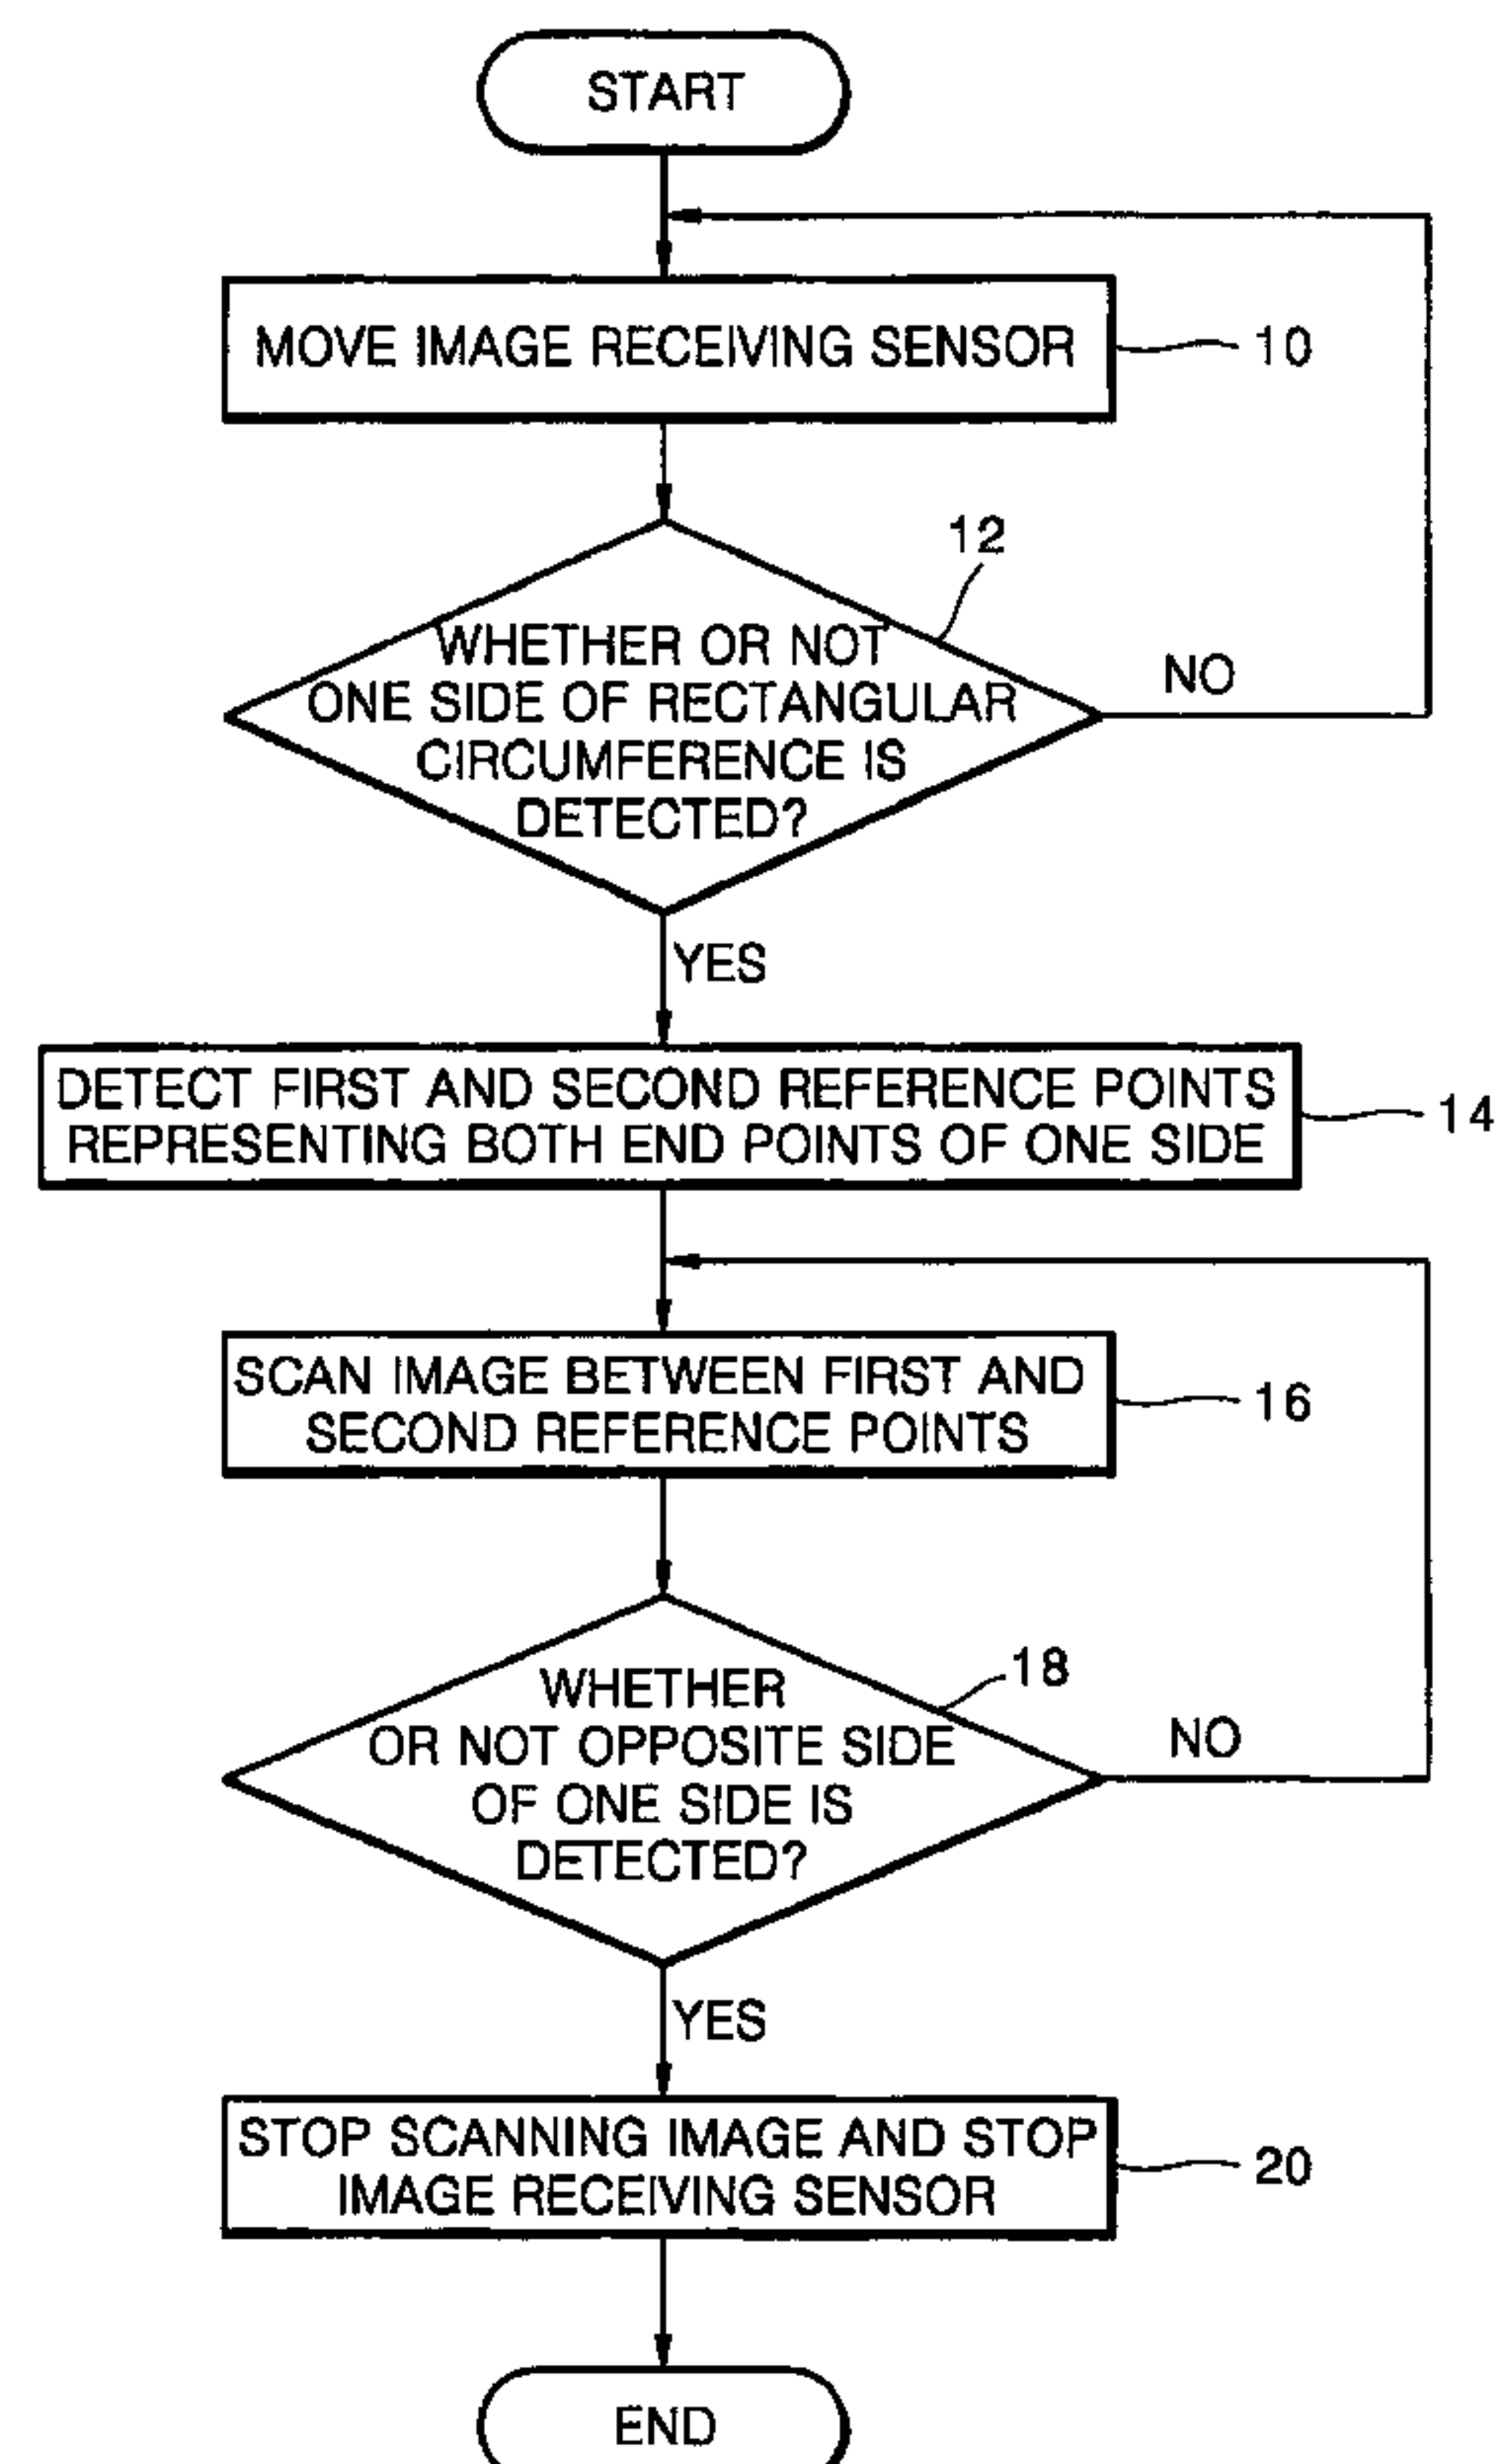 START
MOVE IMAGE RECEIVING SENSOR
10
12
WHETHER OR NOT
ONE SIDE OF RECTANGULAR
CIRCUMFERENCE IS
DETECTED?
NO
YES
DETECT FIRST AND SECOND REFERENCE POINTS
REPRESENTING BOTH END POINTS OF ONE SIDE
14
SCAN IMAGE BETWEEN FIRST AND
SECOND REFERENCE POINTS
16
18
WHETHER
OR NOT OPPOSITE SIDE
OF ONE SIDE IS
DETECTED?
NO
YES
STOP SCANNING IMAGE AND STOP
IMAGE RECEIVING SENSOR
20
END